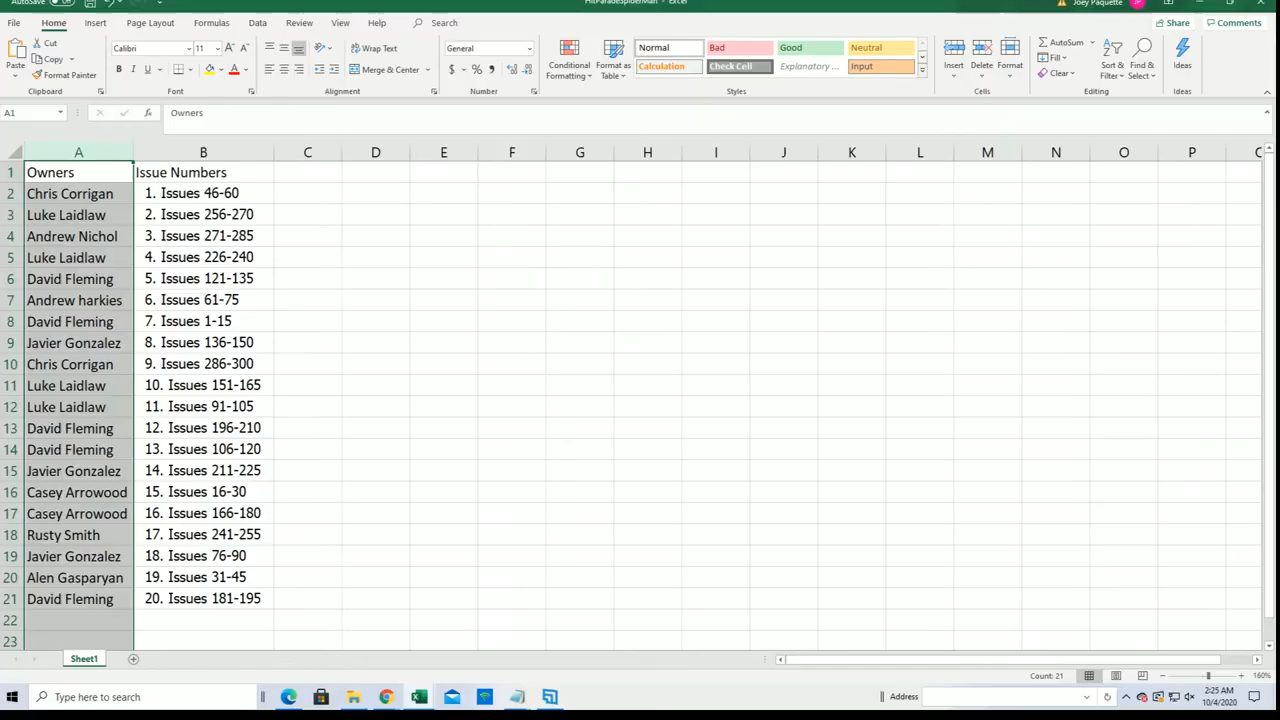 AutoSave Off HitParadeSpiderMan - Excel Joey Paquette JP
File Home Insert Page Layout Formulas Data Review View Help Search Share Comments
Paste Cut Copy Format Painter Clipboard
Calibri 11 A A B I U A Font
Wrap Text Merge & Center Alignment
General $ % , Number
Conditional Formatting Format as Table
Normal Bad Good Neutral
Calculation Check Cell Explanatory ... Input
Styles
Insert Delete Format Cells
AutoSum Fill Clear Sort & Filter Find & Select Editing
Ideas Ideas
A1 fx Owners
A B C D E F G H I J K L M N O P
1 Owners Issue Numbers
2 Chris Corrigan 1. Issues 46-60
3 Luke Laidlaw 2. Issues 256-270
4 Andrew Nichol 3. Issues 271-285
5 Luke Laidlaw 4. Issues 226-240
6 David Fleming 5. Issues 121-135
7 Andrew harkies 6. Issues 61-75
8 David Fleming 7. Issues 1-15
9 Javier Gonzalez 8. Issues 136-150
10 Chris Corrigan 9. Issues 286-300
11 Luke Laidlaw 10. Issues 151-165
12 Luke Laidlaw 11. Issues 91-105
13 David Fleming 12. Issues 196-210
14 David Fleming 13. Issues 106-120
15 Javier Gonzalez 14. Issues 211-225
16 Casey Arrowood 15. Issues 16-30
17 Casey Arrowood 16. Issues 166-180
18 Rusty Smith 17. Issues 241-255
19 Javier Gonzalez 18. Issues 76-90
20 Alen Gasparyan 19. Issues 31-45
21 David Fleming 20. Issues 181-195
22
23
Sheet1
Count: 21 160%
Type here to search Address 2:25 AM
10/4/2020